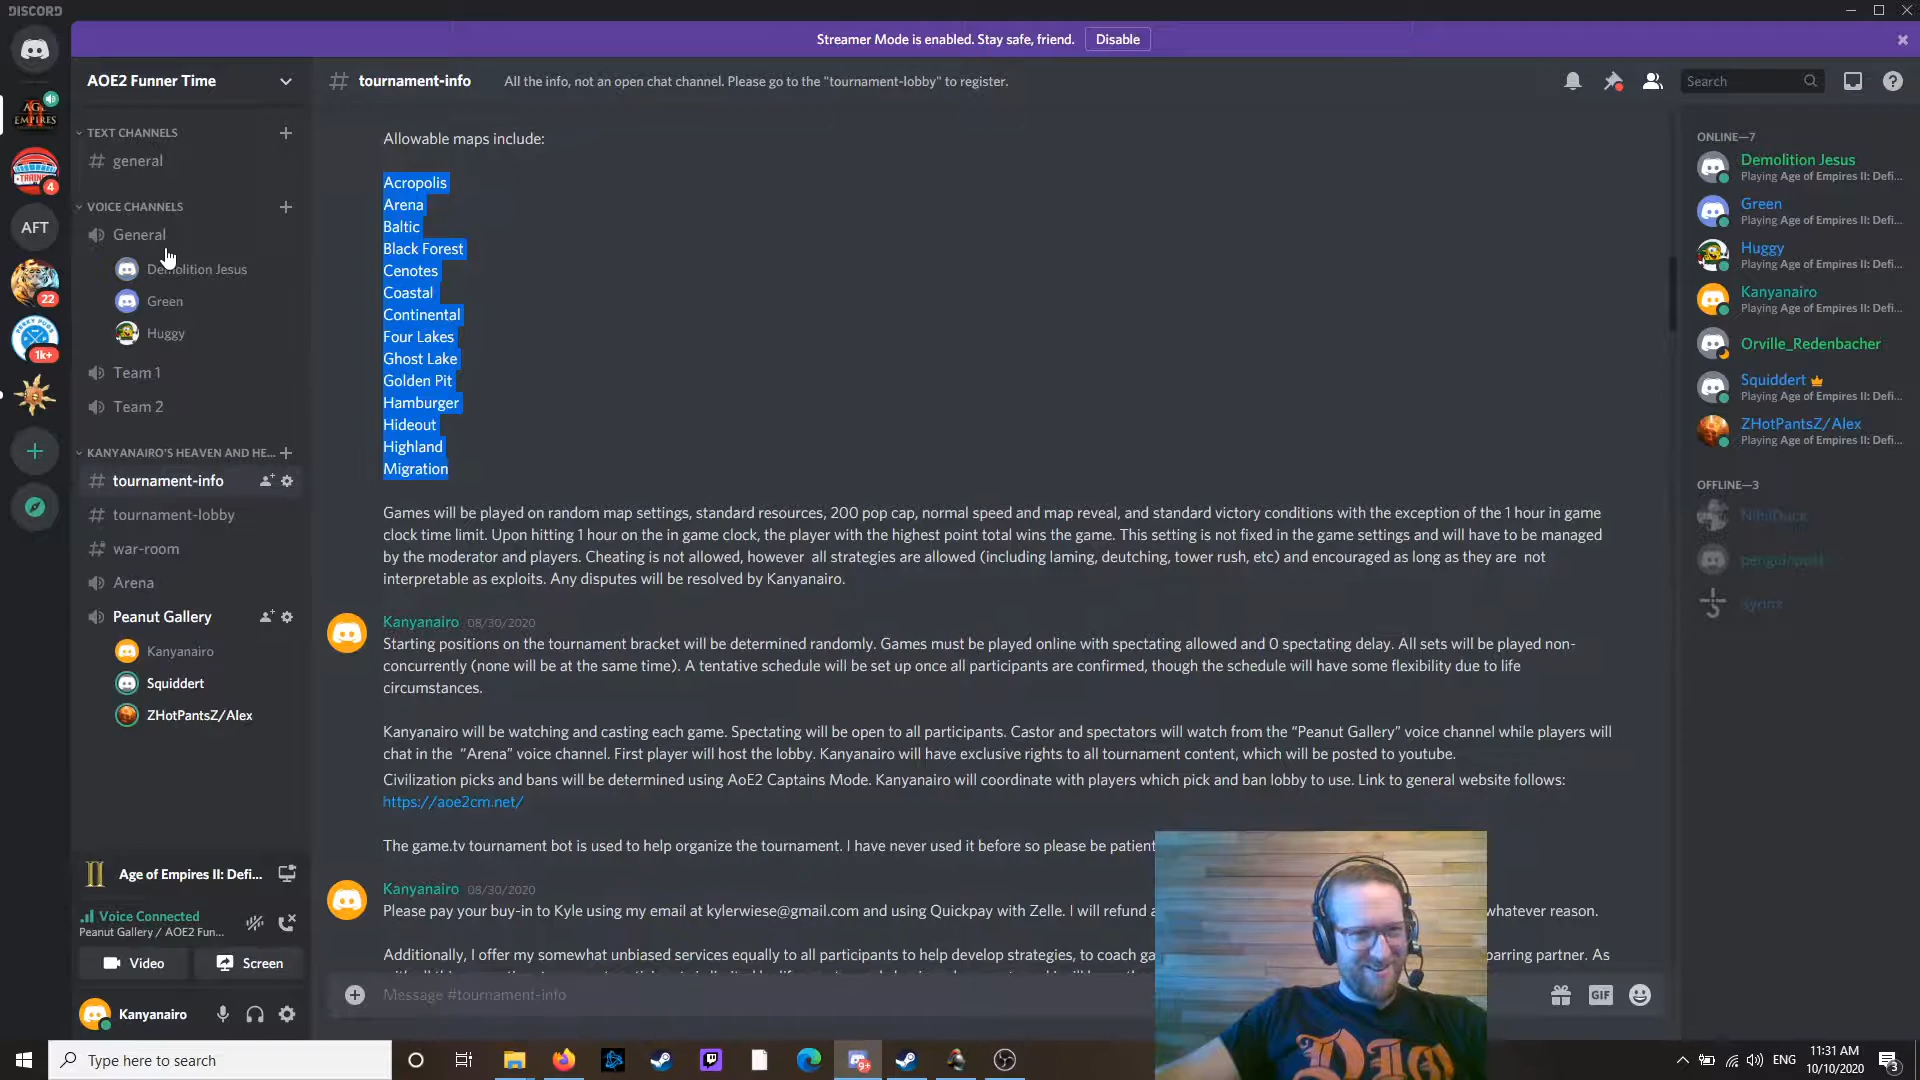 DISCORD
Streamer Mode is enabled. Stay safe, friend.
Disable
AOE2 Funner Time
tournament-info
All the info, not an open chat channel. Please go to the "tournament-lobby" to register.
Search
TEXT CHANNELS
general
VOICE CHANNELS
General
Demolition Jesus
Green
Huggy
Team 1
Team 2
KANYANAIRO'S HEAVEN AND HE...
tournament-info
tournament-lobby
war-room
Arena
Peanut Gallery
Kanyanairo
Squiddert
ZHotPantsZ/Alex
Age of Empires II: Defi...
Voice Connected
Peanut Gallery / AOE2 Fun...
Video
Screen
Kanyanairo
AGE
EMPIRES
4
AFT
22
1k+
Allowable maps include:
Acropolis
Arena
Baltic
Black Forest
Cenotes
Coastal
Continental
Four Lakes
Ghost Lake
Golden Pit
Hamburger
Hideout
Highland
Migration
Games will be played on random map settings, standard resources, 200 pop cap, normal speed and map reveal, and standard victory conditions with the exception of the 1 hour in game
clock time limit. Upon hitting 1 hour on the in game clock, the player with the highest point total wins the game. This setting is not fixed in the game settings and will have to be managed
by the moderator and players. Cheating is not allowed, however all strategies are allowed (including laming, deutching, tower rush, etc) and encouraged as long as they are not
interpretable as exploits. Any disputes will be resolved by Kanyanairo.
Kanyanairo 08/30/2020
Starting positions on the tournament bracket will be determined randomly. Games must be played online with spectating allowed and 0 spectating delay. All sets will be played non-
concurrently (none will be at the same time). A tentative schedule will be set up once all participants are confirmed, though the schedule will have some flexibility due to life
circumstances.
Kanyanairo will be watching and casting each game. Spectating will be open to all participants. Castor and spectators will watch from the “Peanut Gallery” voice channel while players will
chat in the “Arena” voice channel. First player will host the lobby. Kanyanairo will have exclusive rights to all tournament content, which will be posted to youtube.
Civilization picks and bans will be determined using AoE2 Captains Mode. Kanyanairo will coordinate with players which pick and ban lobby to use. Link to general website follows:
https://aoe2cm.net/
The game.tv tournament bot is used to help organize the tournament. I have never used it before so please be patient
Kanyanairo 08/30/2020
Please pay your buy-in to Kyle using my email at kylerwiese@gmail.com and using Quickpay with Zelle. I will refund a whatever reason.
Additionally, I offer my somewhat unbiased services equally to all participants to help develop strategies, to coach ga parring partner. As
Message #tournament-info
GIF
ONLINE—7
Demolition Jesus
Playing Age of Empires II: Defi...
Green
Playing Age of Empires II: Defi...
Huggy
Playing Age of Empires II: Defi...
Kanyanairo
Playing Age of Empires II: Defi...
Orville_Redenbacher
Squiddert
Playing Age of Empires II: Defi...
ZHotPantsZ/Alex
Playing Age of Empires II: Defi...
OFFLINE—3
Type here to search
9+
ENG
11:31 AM
10/10/2020
3